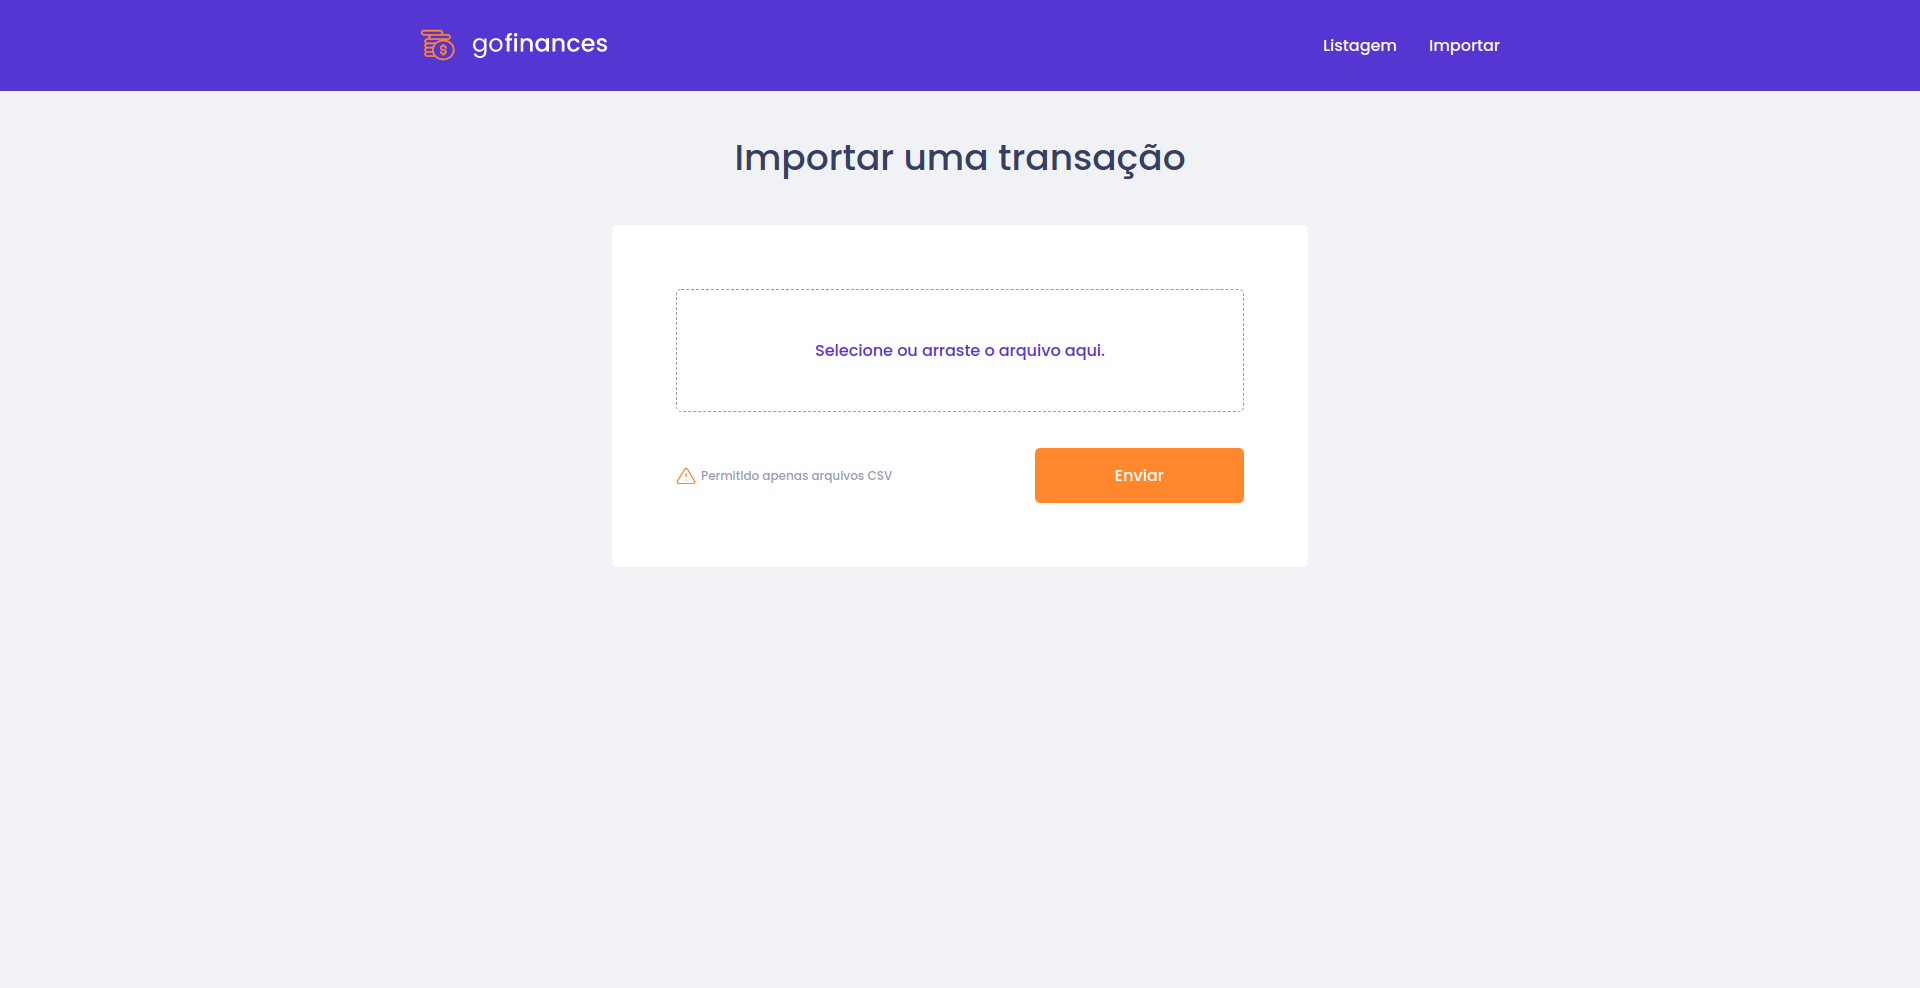 gofinances
Listagem
Importar
Importar uma transação
Selecione ou arraste o arquivo aqui.
Permitido apenas arquivos CSV
Enviar